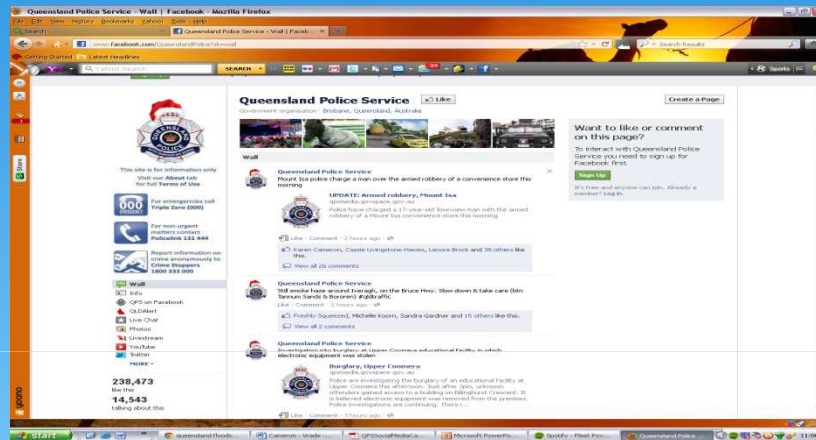 Queensland Police Service - Wall | Facebook - Mozilla Firefox
File Edit View History Bookmarks Yahoo! Tools Help
Search
Queensland Police Service - Wall | Faceb...
www.facebook.com/QueenslandPolice?sk=wall
Search Results
Getting Started Latest Headlines
SEARCH
Sports
Share
yoono
Queensland Police Service
Like
Create a Page
Government organisation · Brisbane, Queensland, Australia
QUEENSLAND
POLICE
This site is for information only
Visit our About tab
for full Terms of Use
000
For emergencies call
Triple Zero (000)
For non-urgent
matters contact
Policelink 131 444
Report information on
crime anonymously to
Crime Stoppers
1800 333 000
Wall
Info
QPS on Facebook
QLDAlert
Live Chat
Photos
Livestream
YouTube
Twitter
MORE
238,473
like this
14,543
talking about this
Wall
Queensland Police Service
Mount Isa police charge a man over the armed robbery of a convenience store this
morning
UPDATE: Armed robbery, Mount Isa
qpsmedia.govspace.gov.au
Police have charged a 17-year-old Townview man with the armed
robbery of a Mount Isa convenience store this morning.
Like · Comment · 2 hours ago
Karen Cameron, Cassie Livingstone-Hawes, Lenore Brock and 38 others like
this.
View all 26 comments
Queensland Police Service
Still smoke haze around Iveragh, on the Bruce Hwy. Slow down & take care (btn
Tannum Sands & Bororen) #qldtraffic
Like · Comment · 2 hours ago
Freshly Squeezed, Michelle Koorn, Sandra Gardner and 15 others like this.
View all 2 comments
Queensland Police Service
Investigation into burglary at Upper Coomera educational facility in which
electronic equipment was stolen
Burglary, Upper Coomera
qpsmedia.govspace.gov.au
Police are investigating the burglary of an educational facility at
Upper Coomera this afternoon. Just after 3pm, unknown
offenders gained access to a building on Billinghurst Crescent. It
is believed electronic equipment was removed from the premises.
Police investigations are continuing. There i...
Like · Comment · 3 hours ago
Want to like or comment
on this page?
To interact with Queensland Police
Service you need to sign up for
Facebook first.
Sign Up
It's free and anyone can join. Already a
member? Log in.
start
queensland floods...
Cameron - Wade -...
QPSSocialMediaCa...
Microsoft PowerPo...
Spotify - Fleet Fox...
Queensland Police ...